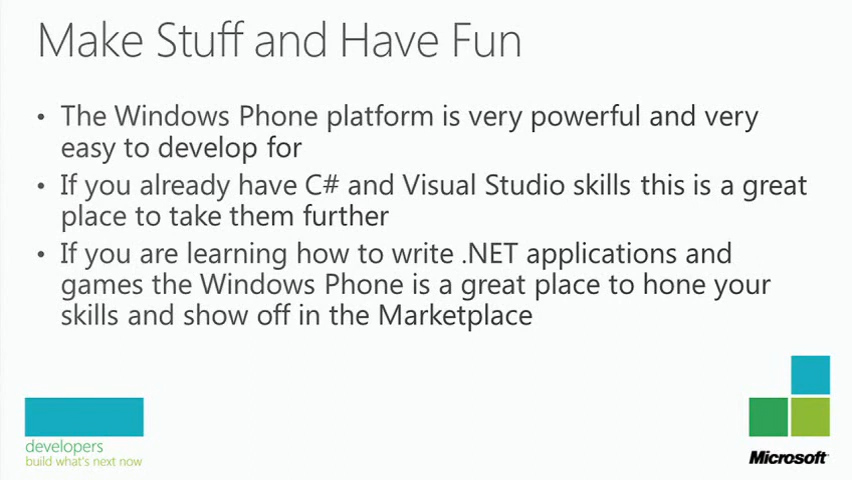 Make Stuff and Have Fun
• The Windows Phone platform is very powerful and very
easy to develop for
• If you already have C# and Visual Studio skills this is a great
place to take them further
• If you are learning how to write .NET applications and
games the Windows Phone is a great place to hone your
skills and show off in the Marketplace
developers
build what's next now
Microsoft